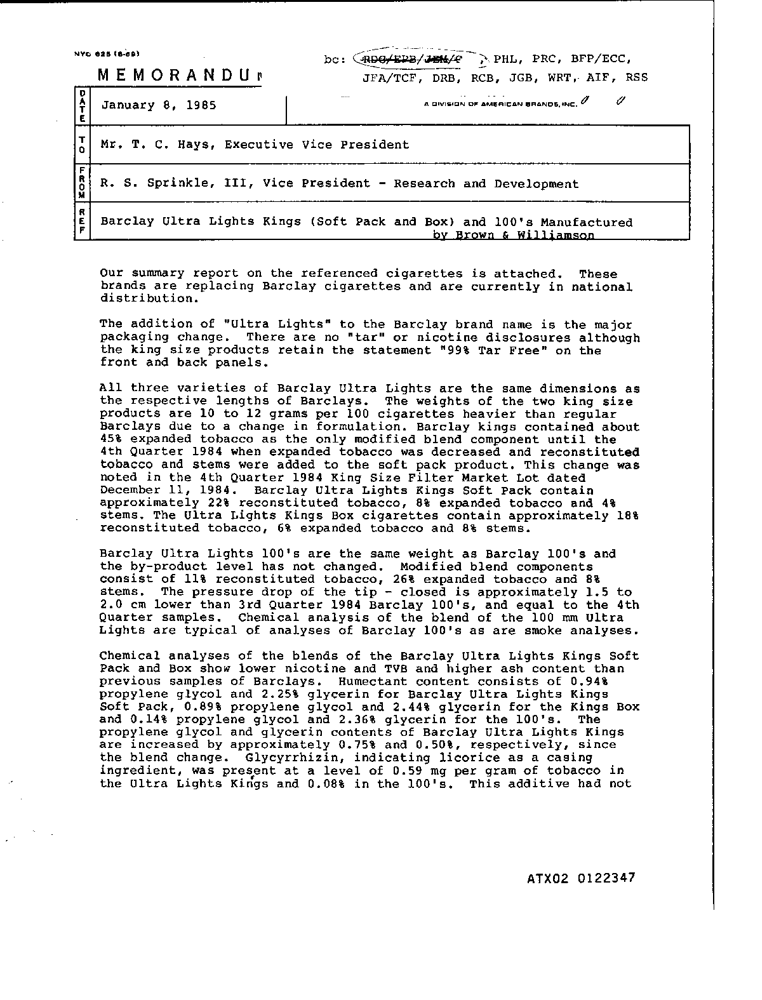 NYC 625 (6-69)
bc: RDG/EPB/JEM/C, PHL, PRC, BFP/ECC,
MEMORANDUM
JFA/TCF, DRB, RCB, JGB, WRT, AIF, RSS
DATE
January 8, 1985
A DIVISION OF AMERICAN BRANDS, INC.
TO
Mr. T. C. Hays, Executive Vice President
FROM
R. S. Sprinkle, III, Vice President - Research and Development
REF
Barclay Ultra Lights Kings (Soft Pack and Box) and 100's Manufactured
by Brown & Williamson
Our summary report on the referenced cigarettes is attached. These
brands are replacing Barclay cigarettes and are currently in national
distribution.
The addition of "Ultra Lights" to the Barclay brand name is the major
packaging change. There are no "tar" or nicotine disclosures although
the king size products retain the statement "99% Tar Free" on the
front and back panels.
All three varieties of Barclay Ultra Lights are the same dimensions as
the respective lengths of Barclays. The weights of the two king size
products are 10 to 12 grams per 100 cigarettes heavier than regular
Barclays due to a change in formulation. Barclay kings contained about
45% expanded tobacco as the only modified blend component until the
4th Quarter 1984 when expanded tobacco was decreased and reconstituted
tobacco and stems were added to the soft pack product. This change was
noted in the 4th Quarter 1984 King Size Filter Market Lot dated
December 11, 1984. Barclay Ultra Lights Kings Soft Pack contain
approximately 22% reconstituted tobacco, 8% expanded tobacco and 4%
stems. The Ultra Lights Kings Box cigarettes contain approximately 18%
reconstituted tobacco, 6% expanded tobacco and 8% stems.
Barclay Ultra Lights 100's are the same weight as Barclay 100's and
the by-product level has not changed. Modified blend components
consist of 11% reconstituted tobacco, 26% expanded tobacco and 8%
stems. The pressure drop of the tip - closed is approximately 1.5 to
2.0 cm lower than 3rd Quarter 1984 Barclay 100's, and equal to the 4th
Quarter samples. Chemical analysis of the blend of the 100 mm Ultra
Lights are typical of analyses of Barclay 100's as are smoke analyses.
Chemical analyses of the blends of the Barclay Ultra Lights Kings Soft
Pack and Box show lower nicotine and TVB and higher ash content than
previous samples of Barclays. Humectant content consists of 0.94%
propylene glycol and 2.25% glycerin for Barclay Ultra Lights Kings
Soft Pack, 0.89% propylene glycol and 2.44% glycerin for the Kings Box
and 0.14% propylene glycol and 2.36% glycerin for the 100's. The
propylene glycol and glycerin contents of Barclay Ultra Lights Kings
are increased by approximately 0.75% and 0.50%, respectively, since
the blend change. Glycyrrhizin, indicating licorice as a casing
ingredient, was present at a level of 0.59 mg per gram of tobacco in
the Ultra Lights Kings and 0.08% in the 100's. This additive had not
ATX02 0122347